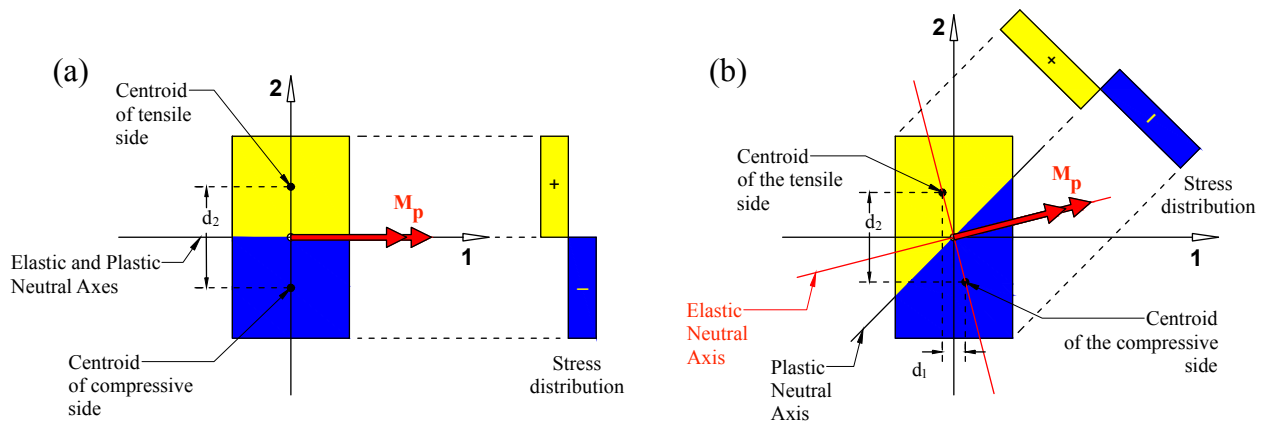 (a)
Centroid
of tensile
side
2
+
d2
Mp
1
Elastic and Plastic
Neutral Axes
–
Centroid
of compressive
side
Stress
distribution
(b)
2
+
–
Centroid
of the tensile
side
Mp
Stress
distribution
d2
1
Elastic
Neutral
Axis
Centroid
of the compressive
side
d1
Plastic
Neutral
Axis